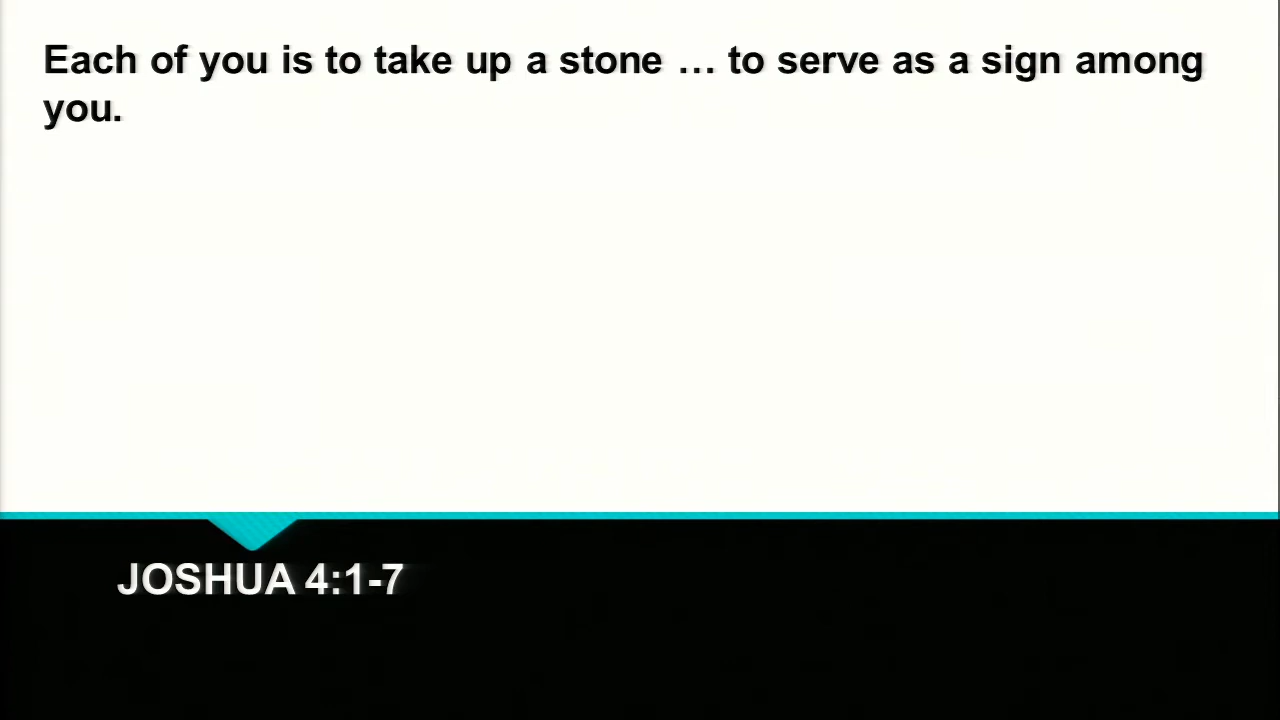 Each of you is to take up a stone … to serve as a sign among
you.
JOSHUA 4:1-7